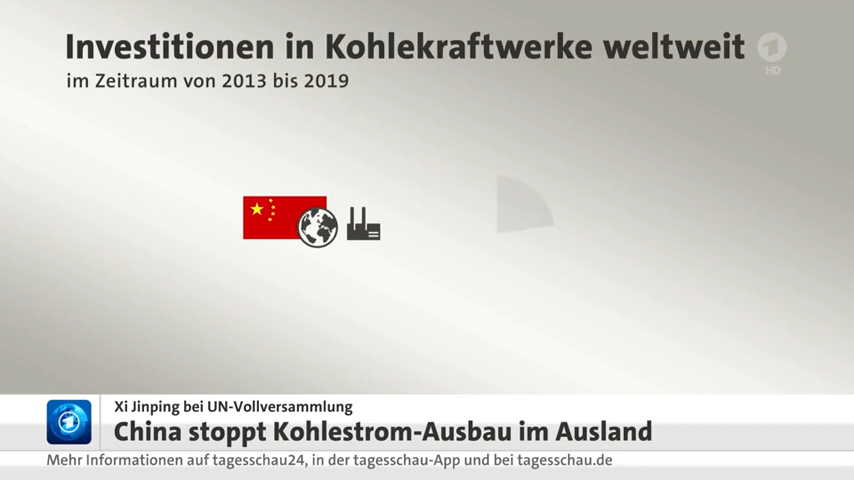 Investitionen in Kohlekraftwerke weltweit
im Zeitraum von 2013 bis 2019
1
HD
Xi Jinping bei UN-Vollversammlung
China stoppt Kohlestrom-Ausbau im Ausland
Mehr Informationen auf tagesschau24, in der tagesschau-App und bei tagesschau.de